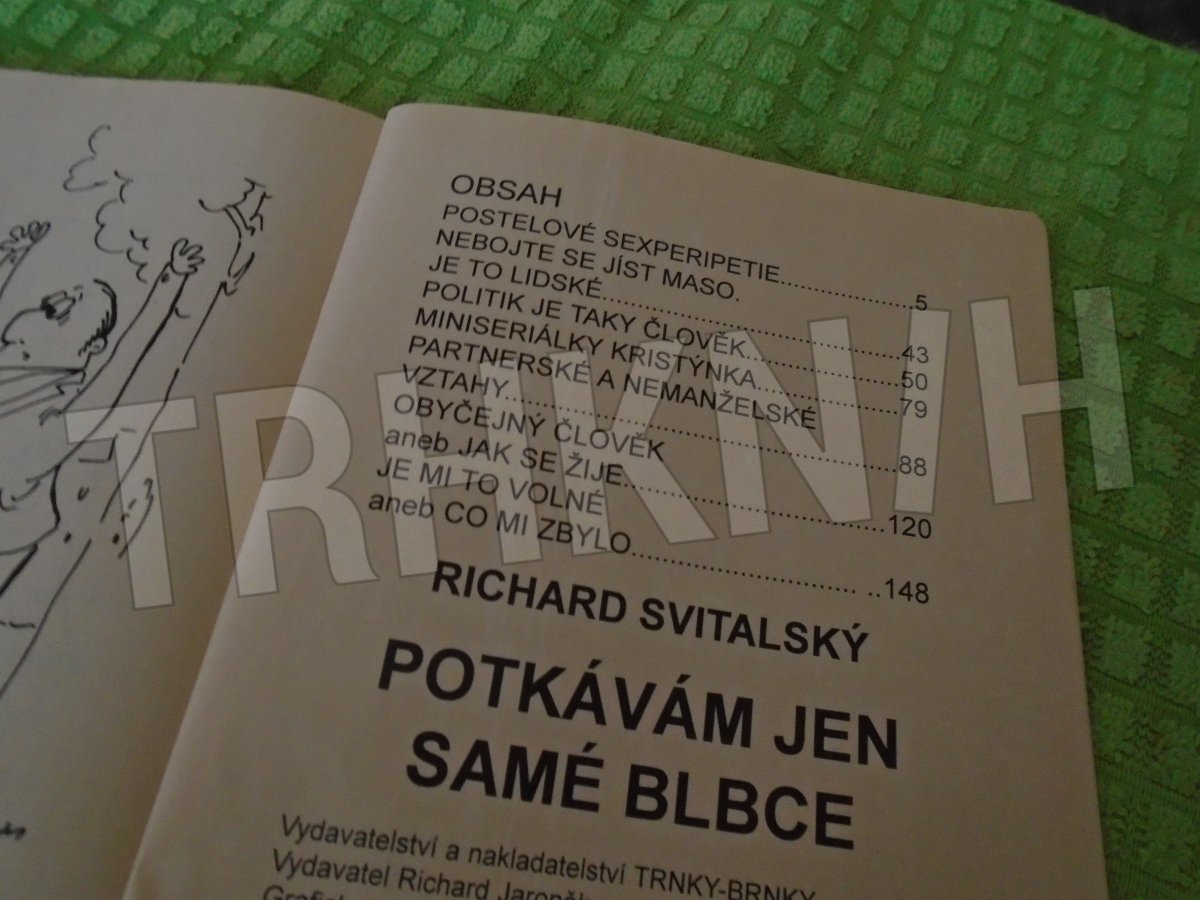 OBSAH
POSTELOVÉ SEXPERIPETIE....................5
NEBOJTE SE JÍST MASO.
JE TO LIDSKÉ..........................................43
POLITIK JE TAKY ČLOVĚK.......................50
MINISERIÁLKY KRISTÝNKA.....................79
PARTNERSKÉ A NEMANŽELSKÉ
VZTAHY......................................................88
OBYČEJNÝ ČLOVĚK
aneb JAK SE ŽIJE.....................................120
JE MI TO VOLNÉ
aneb CO MI ZBYLO............................... ..148
RICHARD SVITALSKÝ
POTKÁVÁM JEN
SAMÉ BLBCE
Vydavatelství a nakladatelství TRNKY-BRNKY
Vydavatel Richard
TRHKNIH